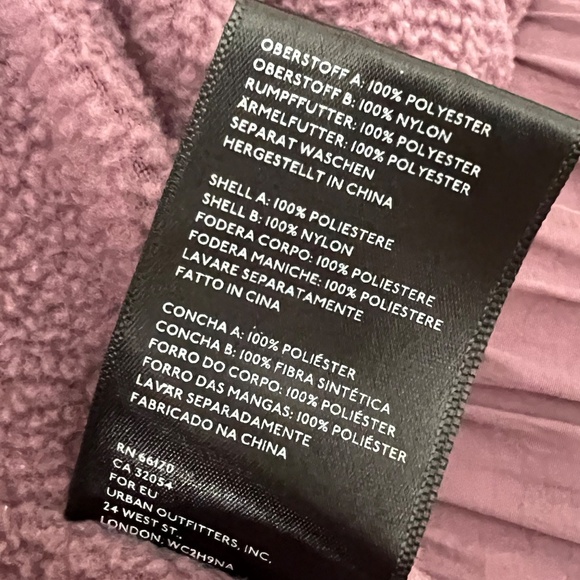 OBERSTOFF A: 100% POLYESTER
OBERSTOFF B: 100% NYLON
RUMPFFUTTER: 100% POLYESTER
ÄRMELFUTTER: 100% POLYESTER
SEPARAT WASCHEN
HERGESTELLT IN CHINA
SHELL A: 100% POLIESTERE
SHELL B: 100% NYLON
FODERA CORPO: 100% POLIESTERE
FODERA MANICHE: 100% POLIESTERE
LAVARE SEPARATAMENTE
FATTO IN CINA
CONCHA A: 100% POLIÉSTER
CONCHA B: 100% FIBRA SINTÉTICA
FORRO DO CORPO: 100% POLIÉSTER
FORRO DAS MANGAS: 100% POLIÉSTER
LAVAR SEPARADAMENTE
FABRICADO NA CHINA
RN 66170
CA 32054
FOR EU
URBAN OUTFITTERS, INC.
24 WEST ST.,
LONDON, WC2H9NA